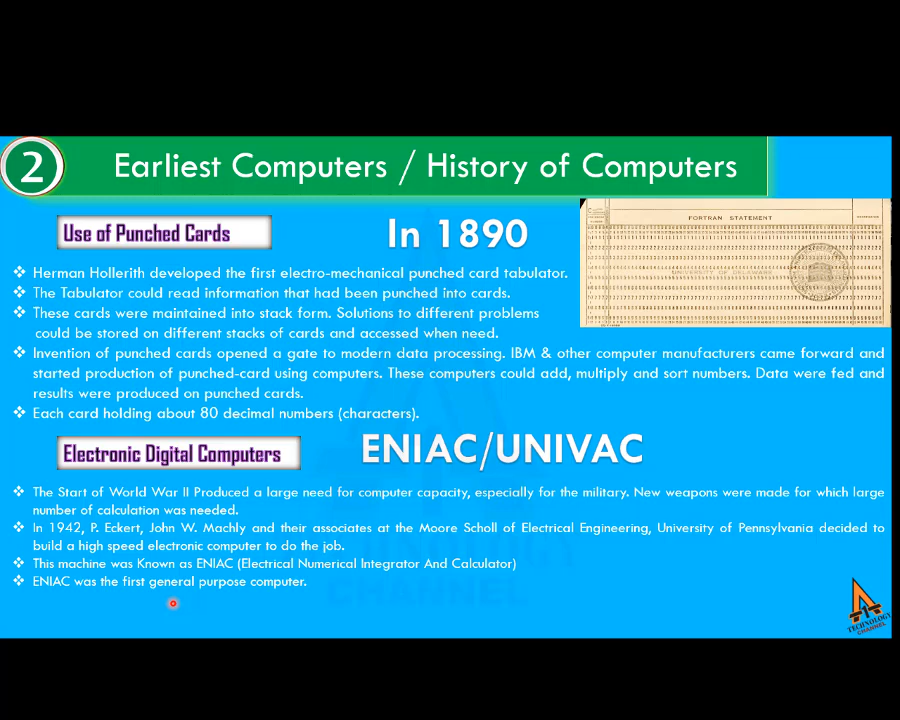 2
Earliest Computers / History of Computers
Use of Punched Cards
In 1890
FORTRAN STATEMENT
UNIVERSITY OF DELAWARE
❖ Herman Hollerith developed the first electro-mechanical punched card tabulator.
❖ The Tabulator could read information that had been punched into cards.
❖ These cards were maintained into stack form. Solutions to different problems
could be stored on different stacks of cards and accessed when need.
❖ Invention of punched cards opened a gate to modern data processing. IBM & other computer manufacturers came forward and
started production of punched-card using computers. These computers could add, multiply and sort numbers. Data were fed and
results were produced on punched cards.
❖ Each card holding about 80 decimal numbers (characters).
Electronic Digital Computers
ENIAC/UNIVAC
❖ The Start of World War II Produced a large need for computer capacity, especially for the military. New weapons were made for which large
number of calculation was needed.
❖ In 1942, P. Eckert, John W. Machly and their associates at the Moore Scholl of Electrical Engineering, University of Pennsylvania decided to
build a high speed electronic computer to do the job.
❖ This machine was Known as ENIAC (Electrical Numerical Integrator And Calculator)
❖ ENIAC was the first general purpose computer.
CHANNEL
TECHNOLOGY
CHANNEL